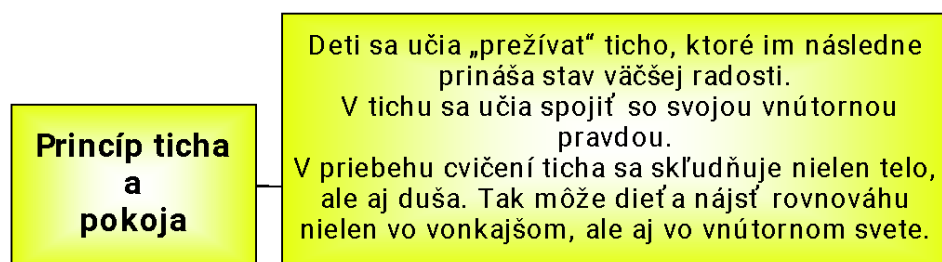 Princíp ticha
a
pokoja
Deti sa učia „prežívat“ ticho, ktoré im následne
prináša stav väčšej radosti.
V tichu sa učia spojiť so svojou vnútornou
pravdou.
V priebehu cvičení ticha sa skľudňuje nielen telo,
ale aj duša. Tak môže dieťa nájsť rovnováhu
nielen vo vonkajšom, ale aj vo vnútornom svete.